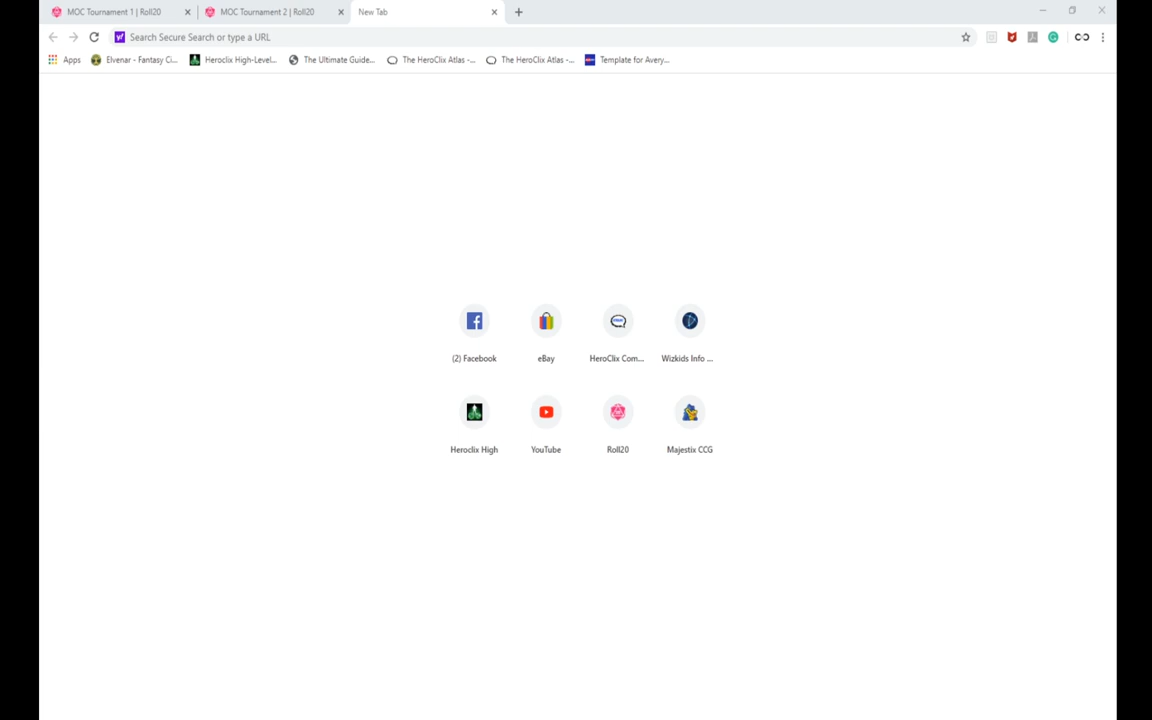 MOC Tournament 1 | Roll20
MOC Tournament 2 | Roll20
New Tab
Search Secure Search or type a URL
Apps
Elvenar - Fantasy Ci...
Heroclix High-Level...
The Ultimate Guide...
The HeroClix Atlas -...
The HeroClix Atlas -...
Template for Avery...
(2) Facebook
eBay
HeroClix Com...
Wizkids Info ...
Heroclix High
YouTube
Roll20
Majestix CCG